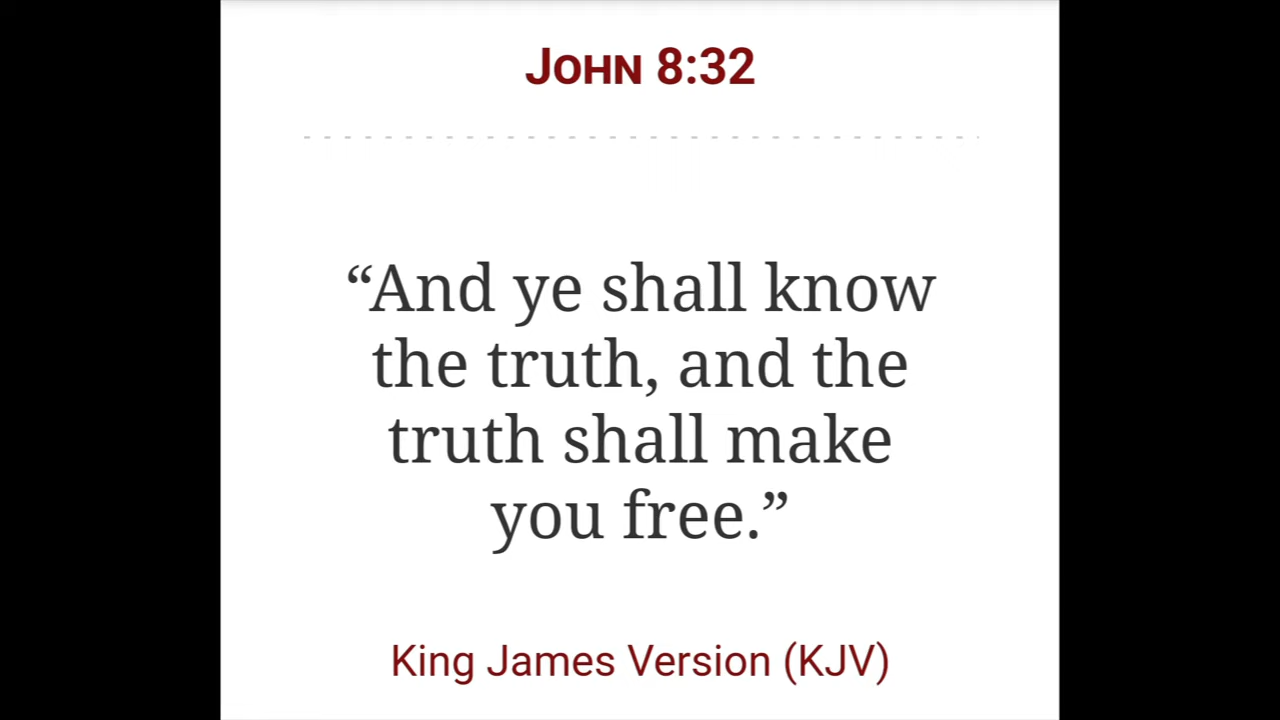 John 8:32
“And ye shall know
the truth, and the
truth shall make
you free.”
King James Version (KJV)